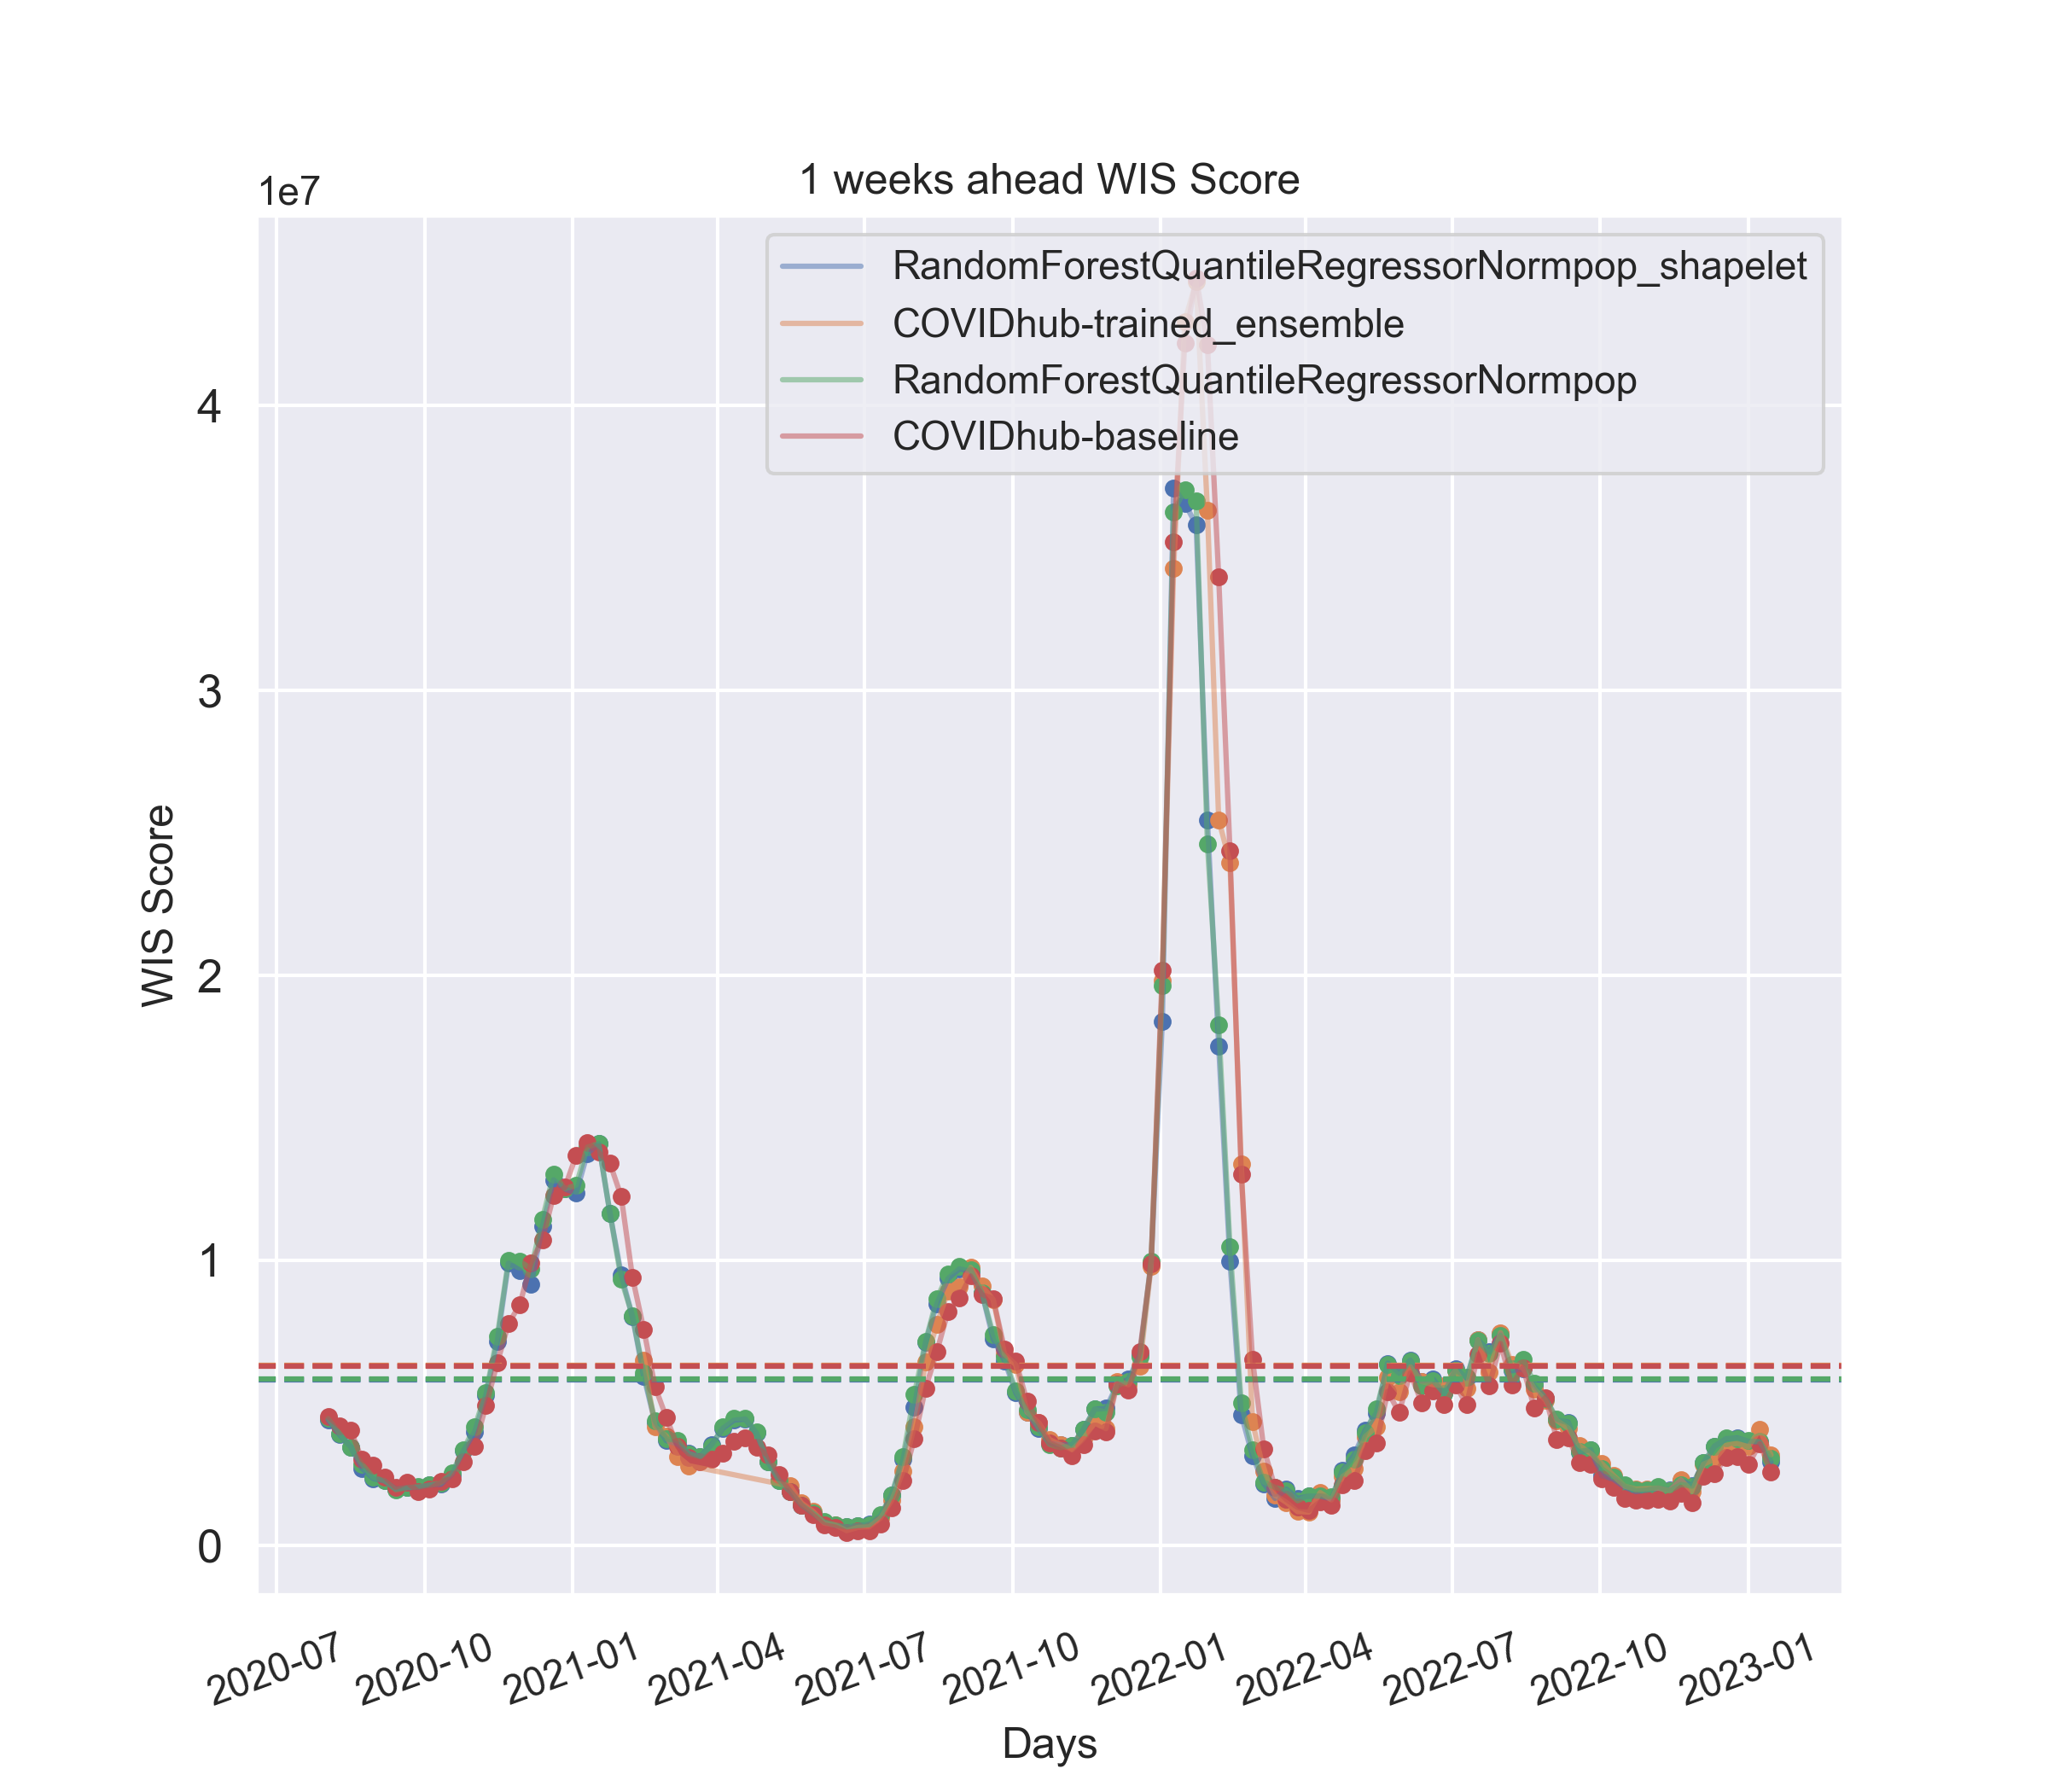 1 weeks ahead WIS Score
1e7
RandomForestQuantileRegressorNormpop_shapelet
COVIDhub-trained_ensemble
RandomForestQuantileRegressorNormpop
COVIDhub-baseline
4
3
2
1
0
WIS Score
2020-07
2020-10
2021-01
2021-04
2021-07
2021-10
2022-01
2022-04
2022-07
2022-10
2023-01
Days